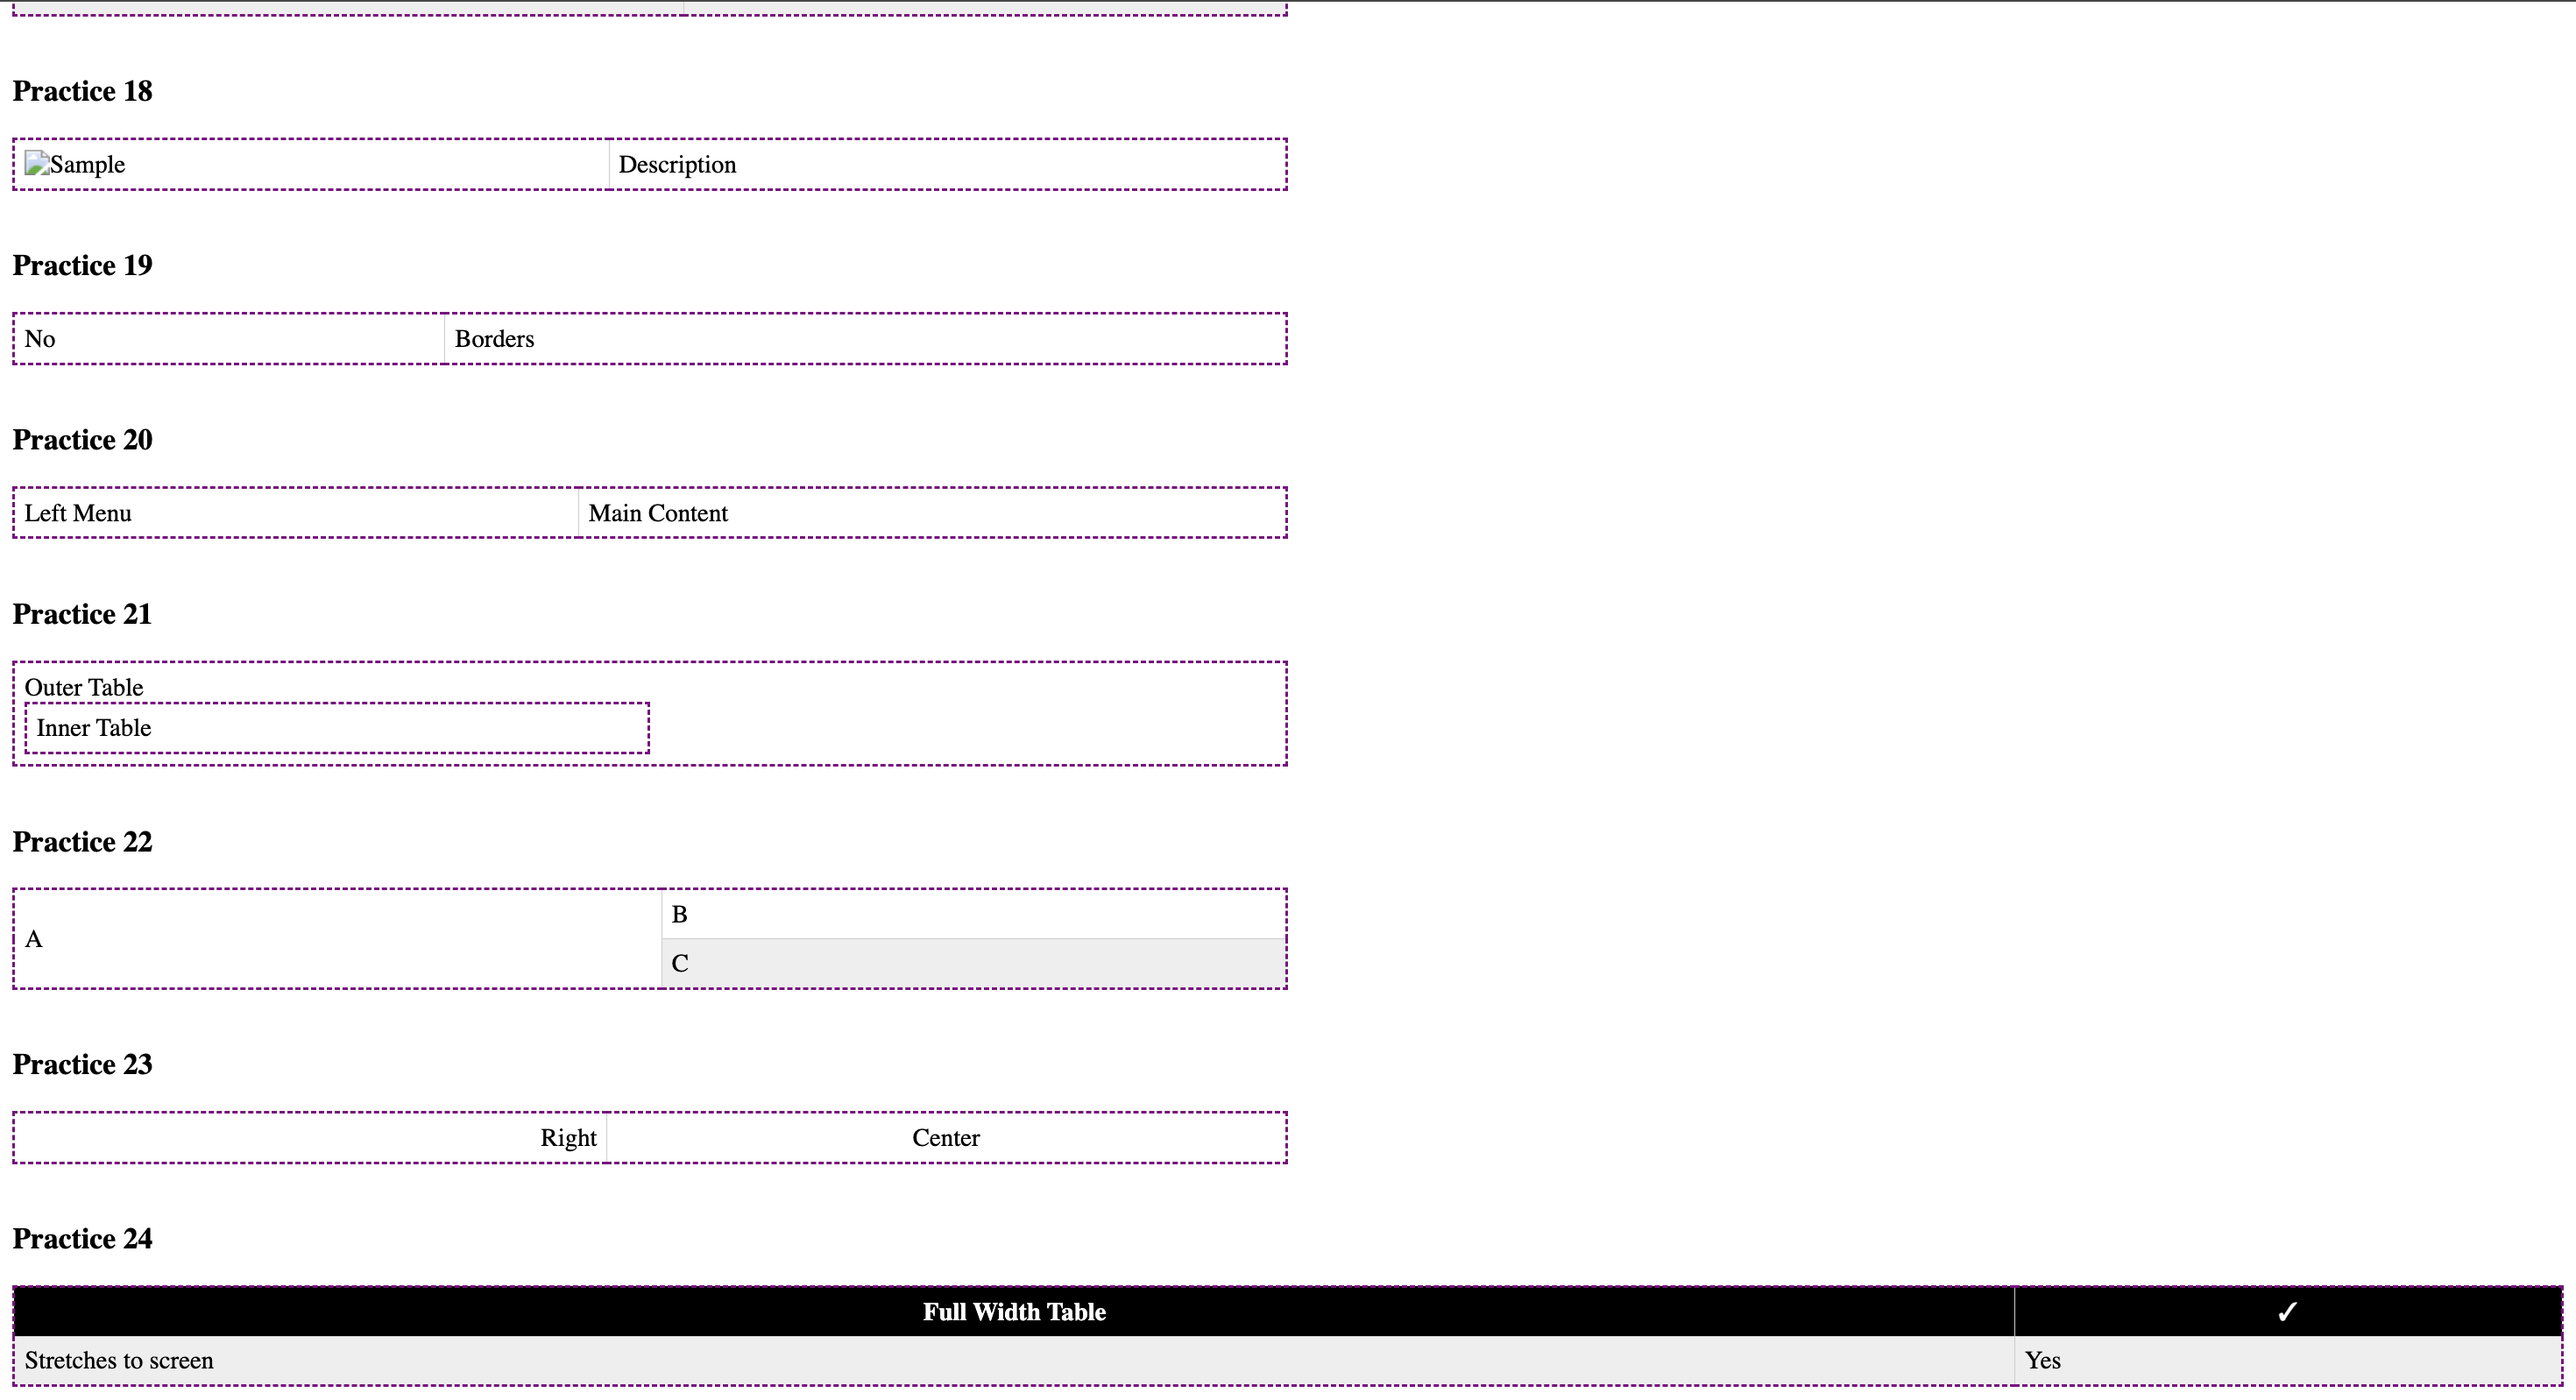 Practice 18
Sample Description
Practice 19
No Borders
Practice 20
Left Menu Main Content
Practice 21
Outer Table
Inner Table
Practice 22
A
B
C
Practice 23
Right Center
Practice 24
Full Width Table ✓
Stretches to screen Yes